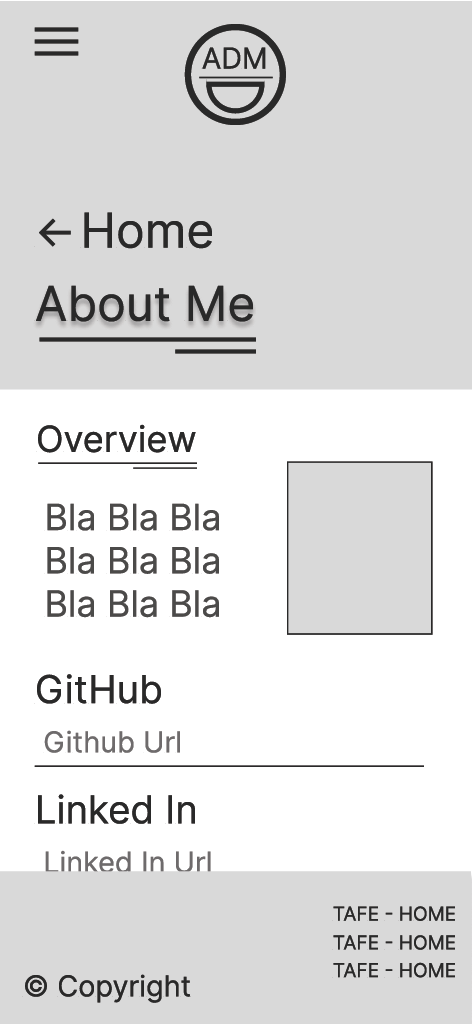 ADM
← Home
About Me
Overview
Bla Bla Bla
Bla Bla Bla
Bla Bla Bla
GitHub
Github Url
Linked In
Linked In Url
TAFE - HOME
TAFE - HOME
TAFE - HOME
© Copyright